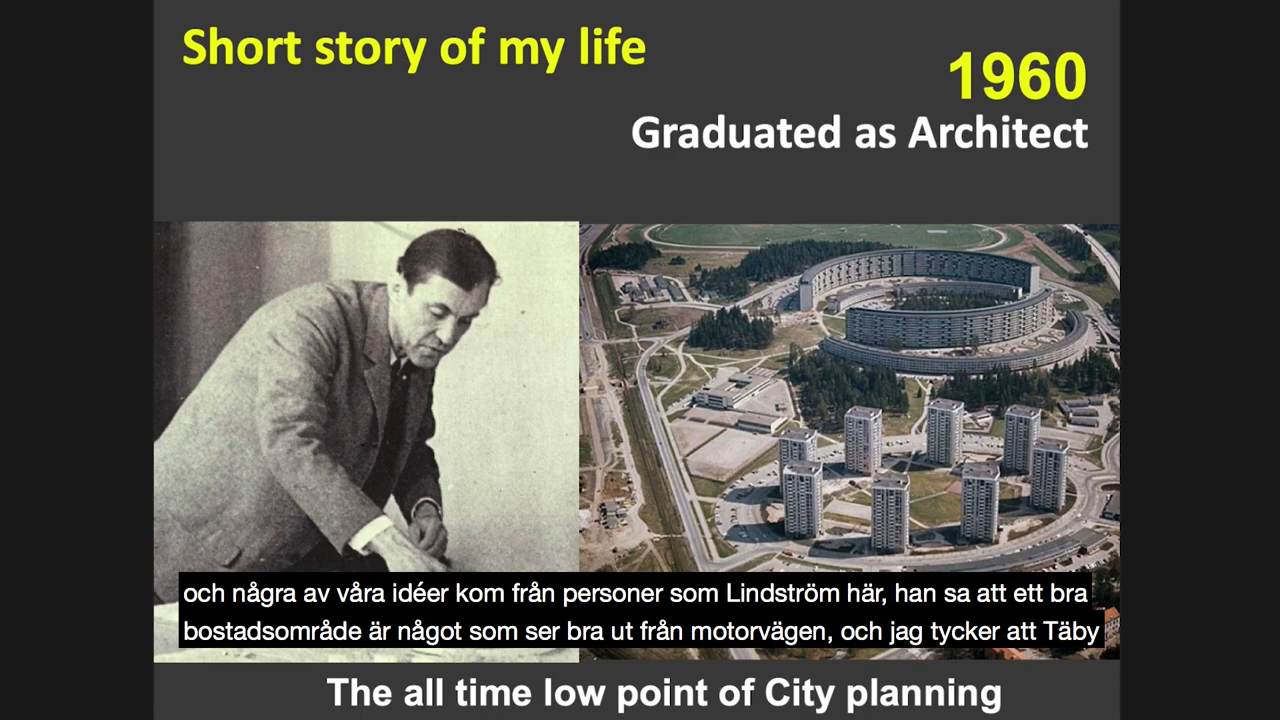 Short story of my life
1960
Graduated as Architect
och några av våra idéer kom från personer som Lindström här, han sa att ett bra
bostadsområde är något som ser bra ut från motorvägen, och jag tycker att Täby
The all time low point of City planning